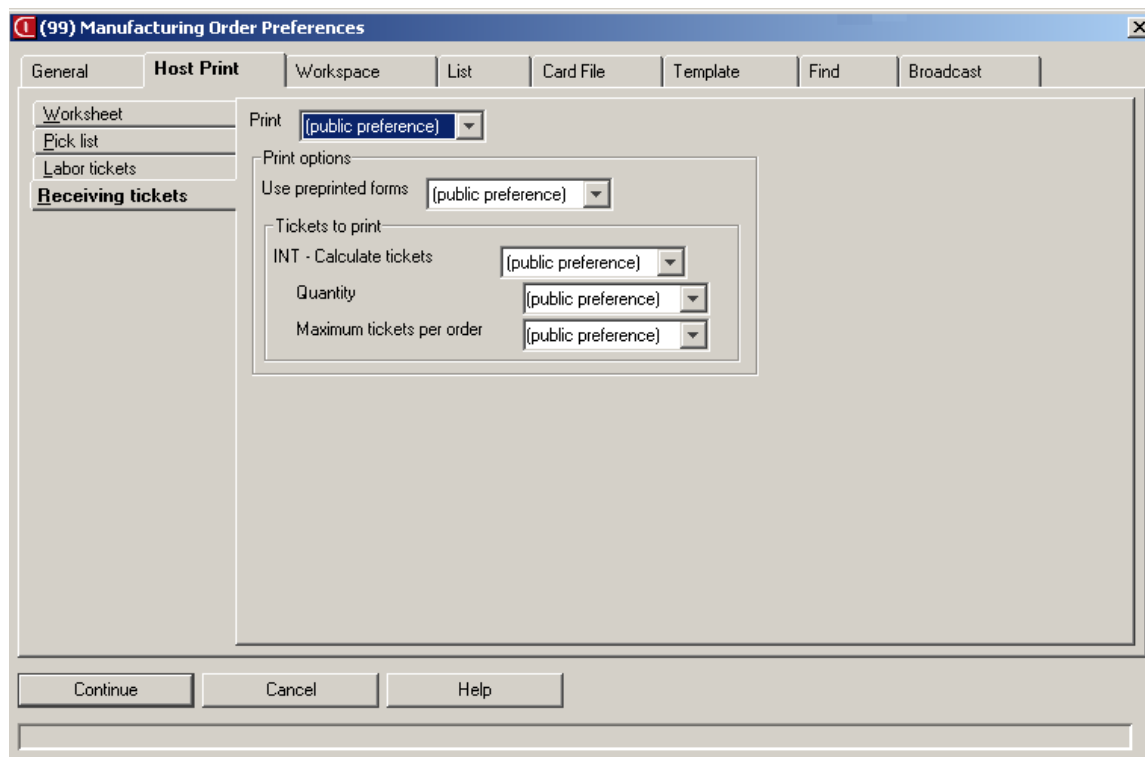 (99) Manufacturing Order Preferences
General Host Print Workspace List Card File Template Find Broadcast
Worksheet
Pick list
Labor tickets
Receiving tickets
Print (public preference)
Print options
Use preprinted forms (public preference)
Tickets to print
INT - Calculate tickets (public preference)
Quantity (public preference)
Maximum tickets per order (public preference)
Continue Cancel Help